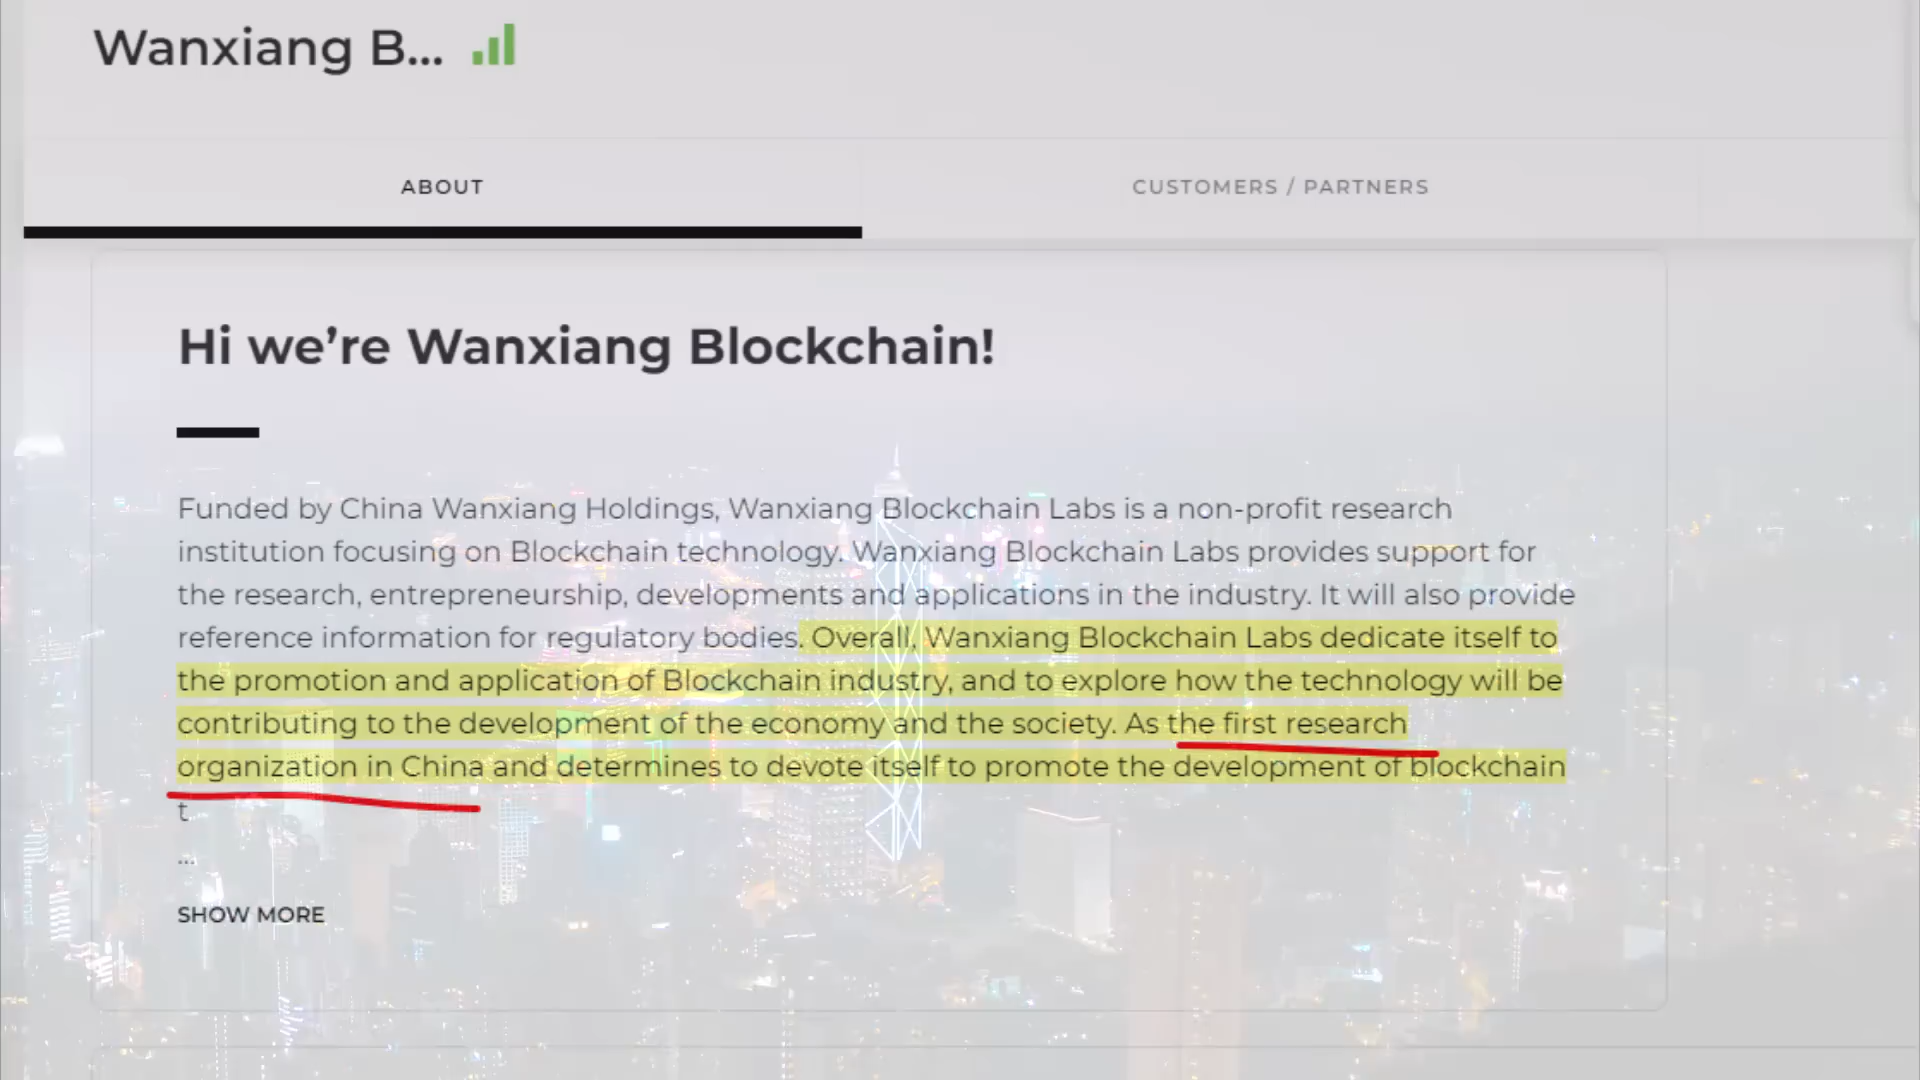 Wanxiang B...
ABOUT
CUSTOMERS / PARTNERS
Hi we’re Wanxiang Blockchain!
Funded by China Wanxiang Holdings, Wanxiang Blockchain Labs is a non-profit research
institution focusing on Blockchain technology. Wanxiang Blockchain Labs provides support for
the research, entrepreneurship, developments and applications in the industry. It will also provide
reference information for regulatory bodies. Overall, Wanxiang Blockchain Labs dedicate itself to
the promotion and application of Blockchain industry, and to explore how the technology will be
contributing to the development of the economy and the society. As the first research
organization in China and determines to devote itself to promote the development of blockchain
t
...
SHOW MORE